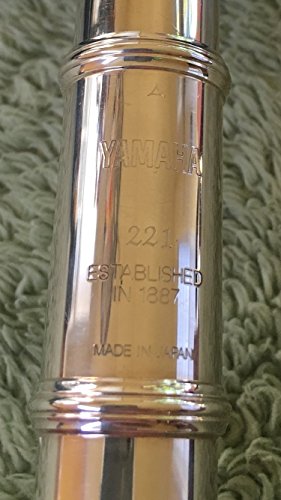 YAMAHA
221
ESTABLISHED
IN 1887
MADE IN JAPAN